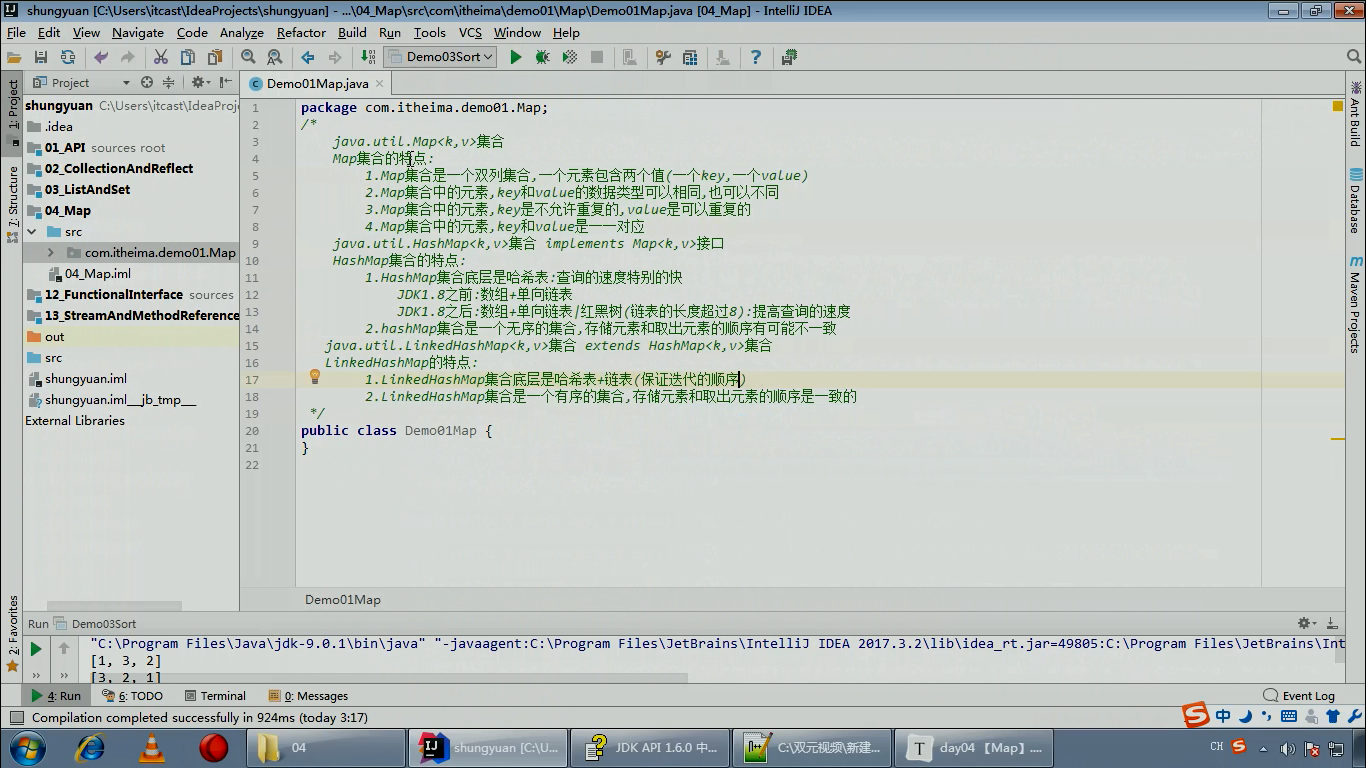 shungyuan [C:\Users\itcast\IdeaProjects\shungyuan] - ...\04_Map\src\com\itheima\demo01\Map\Demo01Map.java [04_Map] - IntelliJ IDEA
File Edit View Navigate Code Analyze Refactor Build Run Tools VCS Window Help
Demo03Sort
Project
Demo01Map.java
1: Project
7: Structure
2: Favorites
shungyuan C:\Users\itcast\IdeaProj
.idea
01_API sources root
02_CollectionAndReflect
03_ListAndSet
04_Map
src
com.itheima.demo01.Map
04_Map.iml
12_FunctionalInterface sources
13_StreamAndMethodReference
out
src
shungyuan.iml
shungyuan.iml__jb_tmp__
External Libraries
1 package com.itheima.demo01.Map;
2 /*
3 java.util.Map<k,v>集合
4 Map集合的特点:
5 1.Map集合是一个双列集合,一个元素包含两个值(一个key,一个value)
6 2.Map集合中的元素,key和value的数据类型可以相同,也可以不同
7 3.Map集合中的元素,key是不允许重复的,value是可以重复的
8 4.Map集合中的元素,key和value是一一对应
9 java.util.HashMap<k,v>集合 implements Map<k,v>接口
10 HashMap集合的特点:
11 1.HashMap集合底层是哈希表:查询的速度特别的快
12 JDK1.8之前:数组+单向链表
13 JDK1.8之后:数组+单向链表|红黑树(链表的长度超过8):提高查询的速度
14 2.hashMap集合是一个无序的集合,存储元素和取出元素的顺序有可能不一致
15 java.util.LinkedHashMap<k,v>集合 extends HashMap<k,v>集合
16 LinkedHashMap的特点:
17 1.LinkedHashMap集合底层是哈希表+链表(保证迭代的顺序)
18 2.LinkedHashMap集合是一个有序的集合,存储元素和取出元素的顺序是一致的
19 */
20 public class Demo01Map {
21 }
22
Demo01Map
Ant Build
Database
Maven Projects
Run Demo03Sort
"C:\Program Files\Java\jdk-9.0.1\bin\java" "-javaagent:C:\Program Files\JetBrains\IntelliJ IDEA 2017.3.2\lib\idea_rt.jar=49805:C:\Program Files\JetBrains\Int
[1, 3, 2]
[3, 2, 1]
4: Run 6: TODO Terminal 0: Messages Event Log
Compilation completed successfully in 924ms (today 3:17)
中
04
shungyuan [C:\U...
JDK API 1.6.0 中...
C:\双元视频\新建...
day04 【Map】....
CH